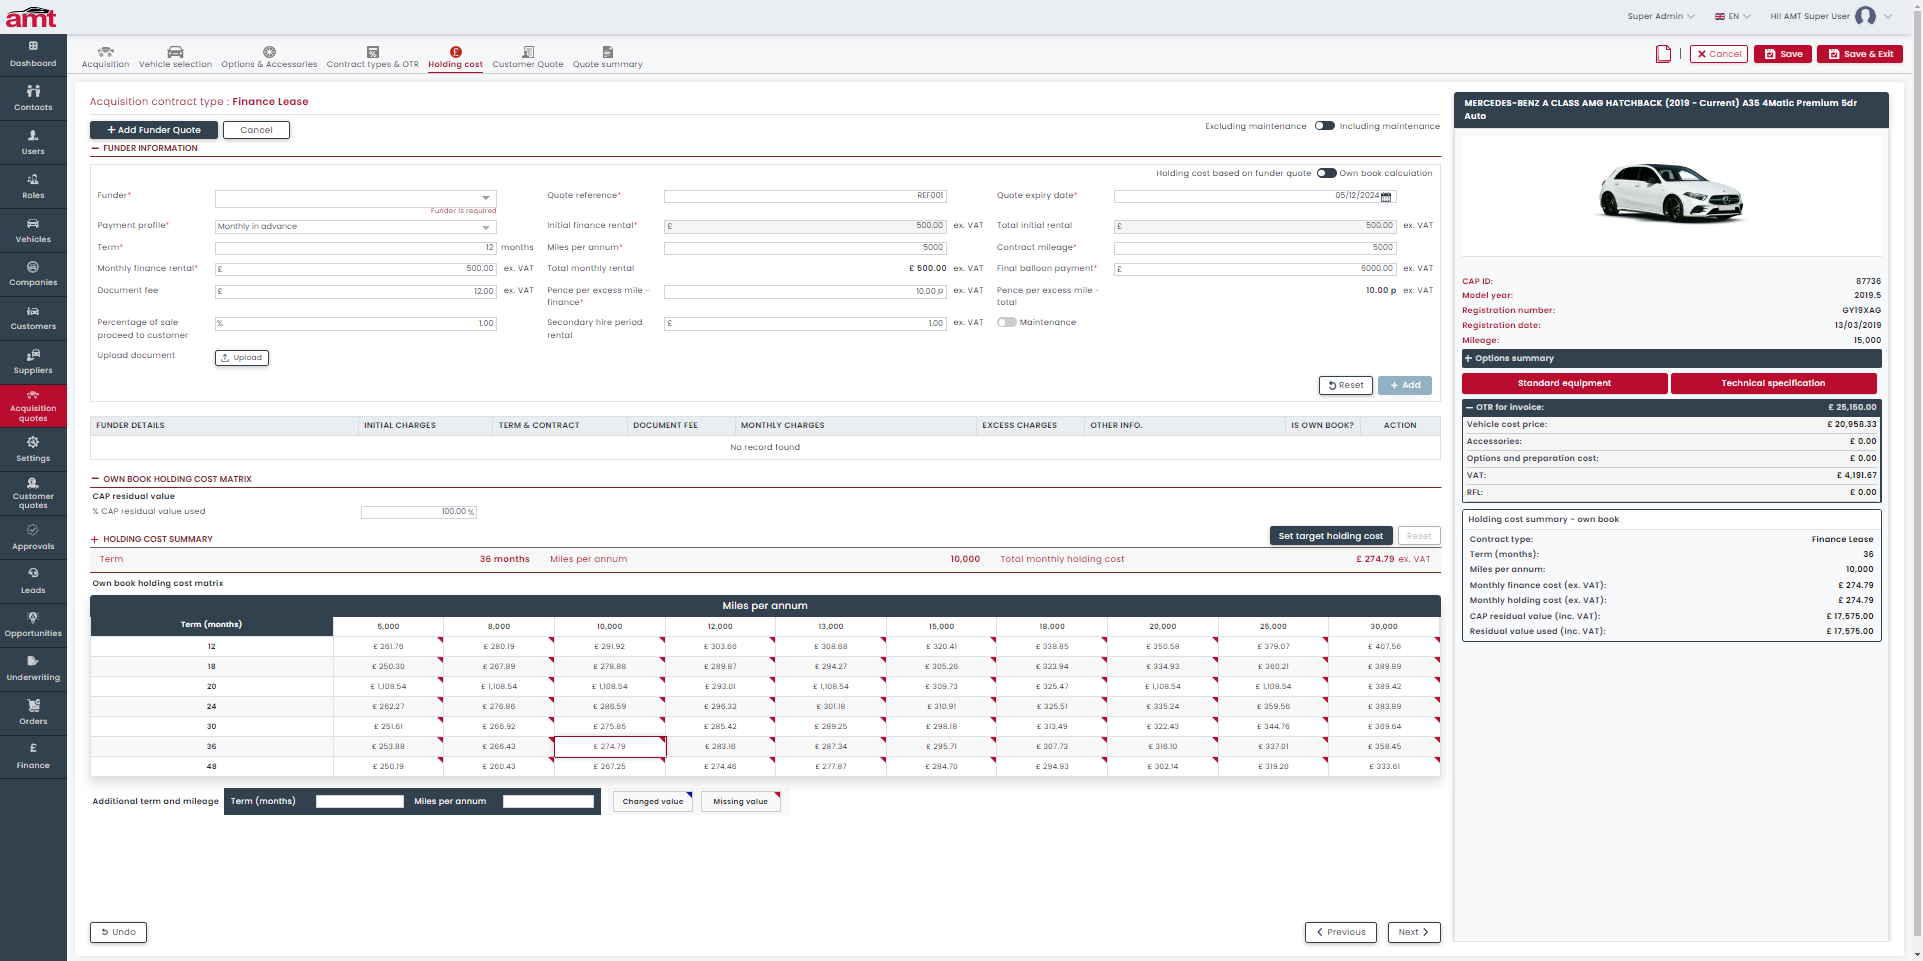 amt
Super Admin
EN
Hi! AMT Super User
Dashboard
Contacts
Users
Roles
Vehicles
Companies
Customers
Suppliers
Acquisition
quotes
Settings
Customer
quotes
Approvals
Leads
Opportunities
Underwriting
Orders
£
Finance
Acquisition
Vehicle selection
Options & Accessories
Contract types & OTR
Holding cost
Customer Quote
Quote summary
Cancel
Save
Save & Exit
Acquisition contract type : Finance Lease
+ Add Funder Quote
Cancel
Excluding maintenance
Including maintenance
FUNDER INFORMATION
Holding cost based on funder quote
Own book calculation
Funder*
Funder is required
Quote reference*
REF001
Quote expiry date*
05/12/2024
Payment profile*
Monthly in advance
Initial finance rental*
£ 500.00 ex. VAT
Total initial rental
£ 500.00 ex. VAT
Term*
12 months
Miles per annum*
5000
Contract mileage*
5000
Monthly finance rental*
£ 500.00 ex. VAT
Total monthly rental
£ 500.00 ex. VAT
Final balloon payment*
£ 6000.00 ex. VAT
Document fee
£ 12.00 ex. VAT
Pence per excess mile -
finance*
10.00 p ex. VAT
Pence per excess mile -
total
10.00 p ex. VAT
Percentage of sale
proceed to customer
% 1.00
Secondary hire period
rental
£ 1.00 ex. VAT
Maintenance
Upload document
Upload
Reset
+ Add
FUNDER DETAILS INITIAL CHARGES TERM & CONTRACT DOCUMENT FEE MONTHLY CHARGES EXCESS CHARGES OTHER INFO. IS OWN BOOK? ACTION
No record found
OWN BOOK HOLDING COST MATRIX
CAP residual value
% CAP residual value used
100.00 %
HOLDING COST SUMMARY
Set target holding cost
Reset
Term 36 months Miles per annum 10,000 Total monthly holding cost £ 274.79 ex. VAT
Own book holding cost matrix
Miles per annum
Term (months)
5,000 8,000 10,000 12,000 13,000 15,000 18,000 20,000 25,000 30,000
12 £ 261.76 £ 280.19 £ 291.92 £ 303.66 £ 308.68 £ 320.41 £ 338.85 £ 350.58 £ 379.07 £ 407.56
18 £ 250.30 £ 267.89 £ 278.88 £ 289.87 £ 294.27 £ 305.26 £ 323.94 £ 334.93 £ 360.21 £ 389.89
20 £ 1,108.54 £ 1,108.54 £ 1,108.54 £ 293.01 £ 1,108.54 £ 309.73 £ 325.47 £ 1,108.54 £ 1,108.54 £ 389.42
24 £ 262.27 £ 276.86 £ 286.59 £ 296.32 £ 301.18 £ 310.91 £ 325.51 £ 335.24 £ 359.56 £ 383.89
30 £ 251.61 £ 266.92 £ 275.85 £ 285.42 £ 289.25 £ 298.18 £ 313.49 £ 322.43 £ 344.76 £ 369.64
36 £ 253.88 £ 266.43 £ 274.79 £ 283.16 £ 287.34 £ 295.71 £ 307.73 £ 316.10 £ 337.01 £ 358.45
48 £ 250.19 £ 260.43 £ 267.25 £ 274.46 £ 277.87 £ 284.70 £ 294.93 £ 302.14 £ 319.20 £ 333.61
Additional term and mileage
Term (months)
Miles per annum
Changed value
Missing value
Undo
Previous
Next
MERCEDES-BENZ A CLASS AMG HATCHBACK (2019 - Current) A35 4Matic Premium 5dr
Auto
CAP ID: 87736
Model year: 2019.5
Registration number: GY19XAG
Registration date: 13/03/2019
Mileage: 15,000
+ Options summary
Standard equipment
Technical specification
OTR for invoice: £ 25,150.00
Vehicle cost price: £ 20,958.33
Accessories: £ 0.00
Options and preparation cost: £ 0.00
VAT: £ 4,191.67
RFL: £ 0.00
Holding cost summary - own book
Contract type: Finance Lease
Term (months): 36
Miles per annum: 10,000
Monthly finance cost (ex. VAT): £ 274.79
Monthly holding cost (ex. VAT): £ 274.79
CAP residual value (inc. VAT): £ 17,575.00
Residual value used (inc. VAT): £ 17,575.00